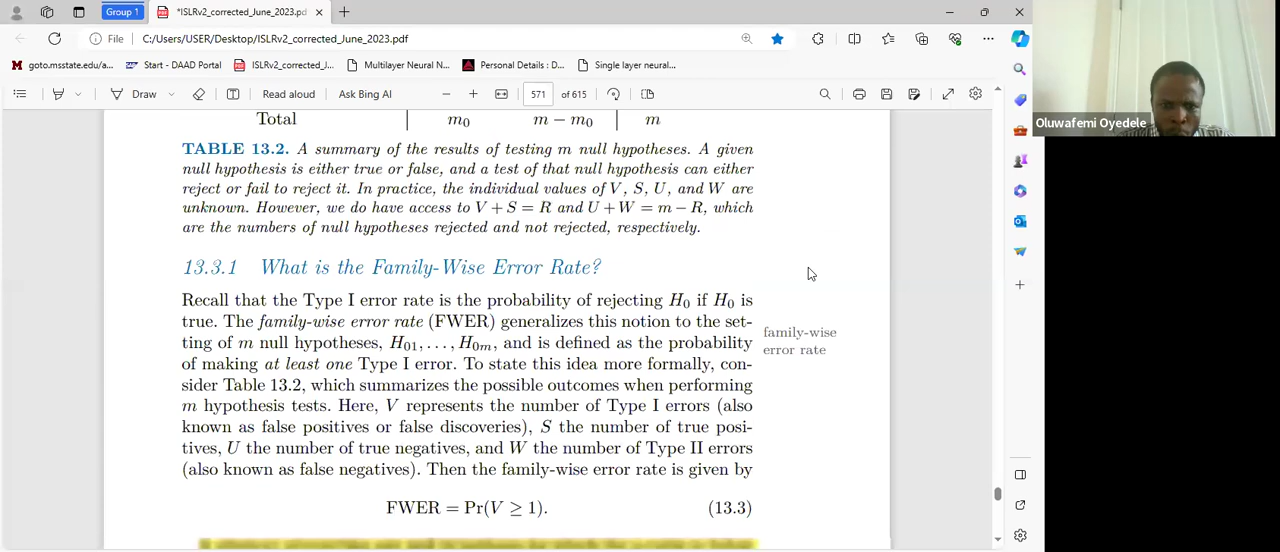 Group 1
*ISLRv2_corrected_June_2023.pdf
File
C:/Users/USER/Desktop/ISLRv2_corrected_June_2023.pdf
goto.msstate.edu/a...
Start - DAAD Portal
ISLRv2_corrected_J...
Multilayer Neural N...
Personal Details : D...
Single layer neural...
Draw
Read aloud
Ask Bing AI
571
of 615
Oluwafemi Oyedele
Total m₀ m − m₀ m
TABLE 13.2. A summary of the results of testing m null hypotheses. A given
null hypothesis is either true or false, and a test of that null hypothesis can either
reject or fail to reject it. In practice, the individual values of V, S, U, and W are
unknown. However, we do have access to V + S = R and U + W = m − R, which
are the numbers of null hypotheses rejected and not rejected, respectively.
13.3.1 What is the Family-Wise Error Rate?
Recall that the Type I error rate is the probability of rejecting H₀ if H₀ is
true. The family-wise error rate (FWER) generalizes this notion to the set-
ting of m null hypotheses, H₀₁, . . . , H₀ₘ, and is defined as the probability
of making at least one Type I error. To state this idea more formally, con-
sider Table 13.2, which summarizes the possible outcomes when performing
m hypothesis tests. Here, V represents the number of Type I errors (also
known as false positives or false discoveries), S the number of true posi-
tives, U the number of true negatives, and W the number of Type II errors
(also known as false negatives). Then the family-wise error rate is given by
family-wise
error rate
FWER = Pr(V ≥ 1). (13.3)